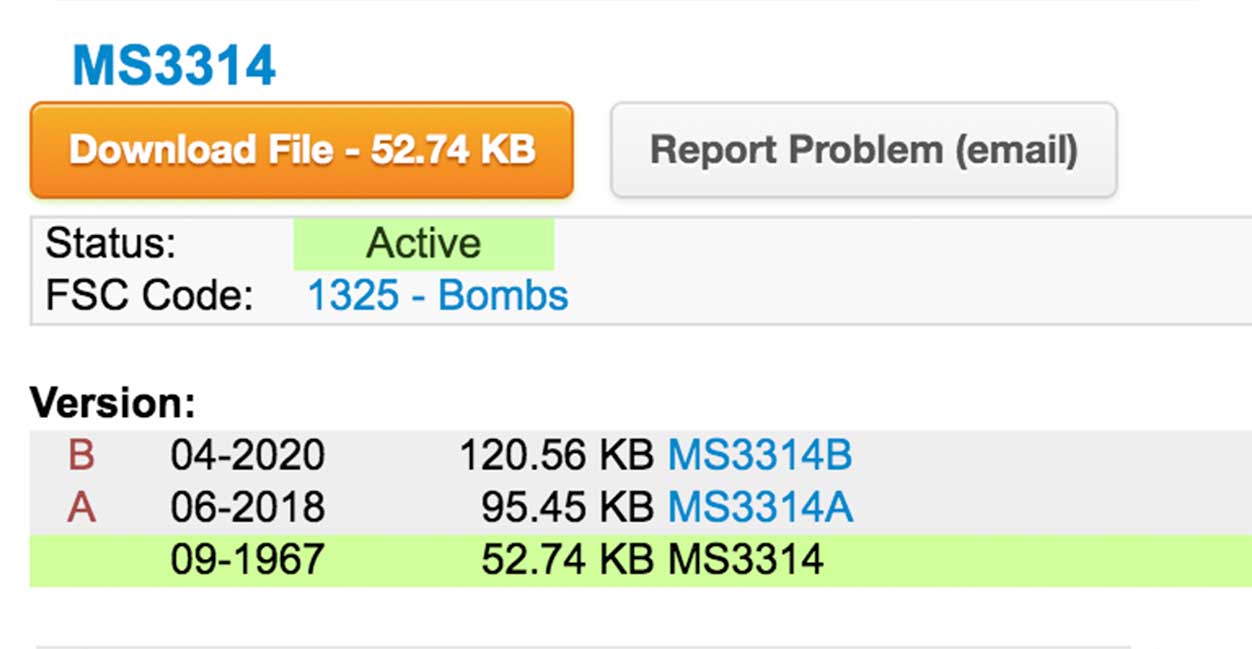 MS3314
Download File - 52.74 KB
Report Problem (email)
Status: Active
FSC Code: 1325 - Bombs
Version:
B 04-2020 120.56 KB MS3314B
A 06-2018 95.45 KB MS3314A
09-1967 52.74 KB MS3314